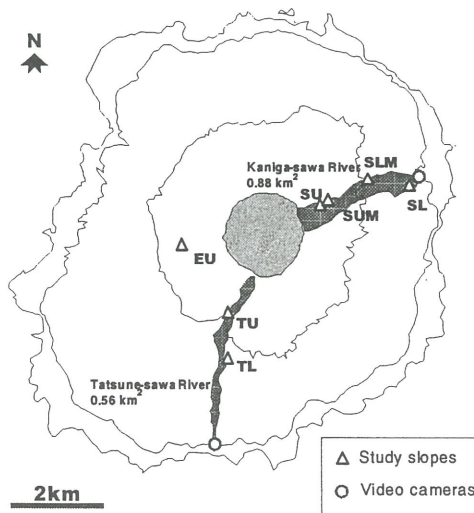 N
Kaniga-sawa River
0.88 km²
SLM
SU
SUM
SL
EU
TU
TL
Tatsune-sawa River
0.56 km²
2km
Study slopes
Video cameras